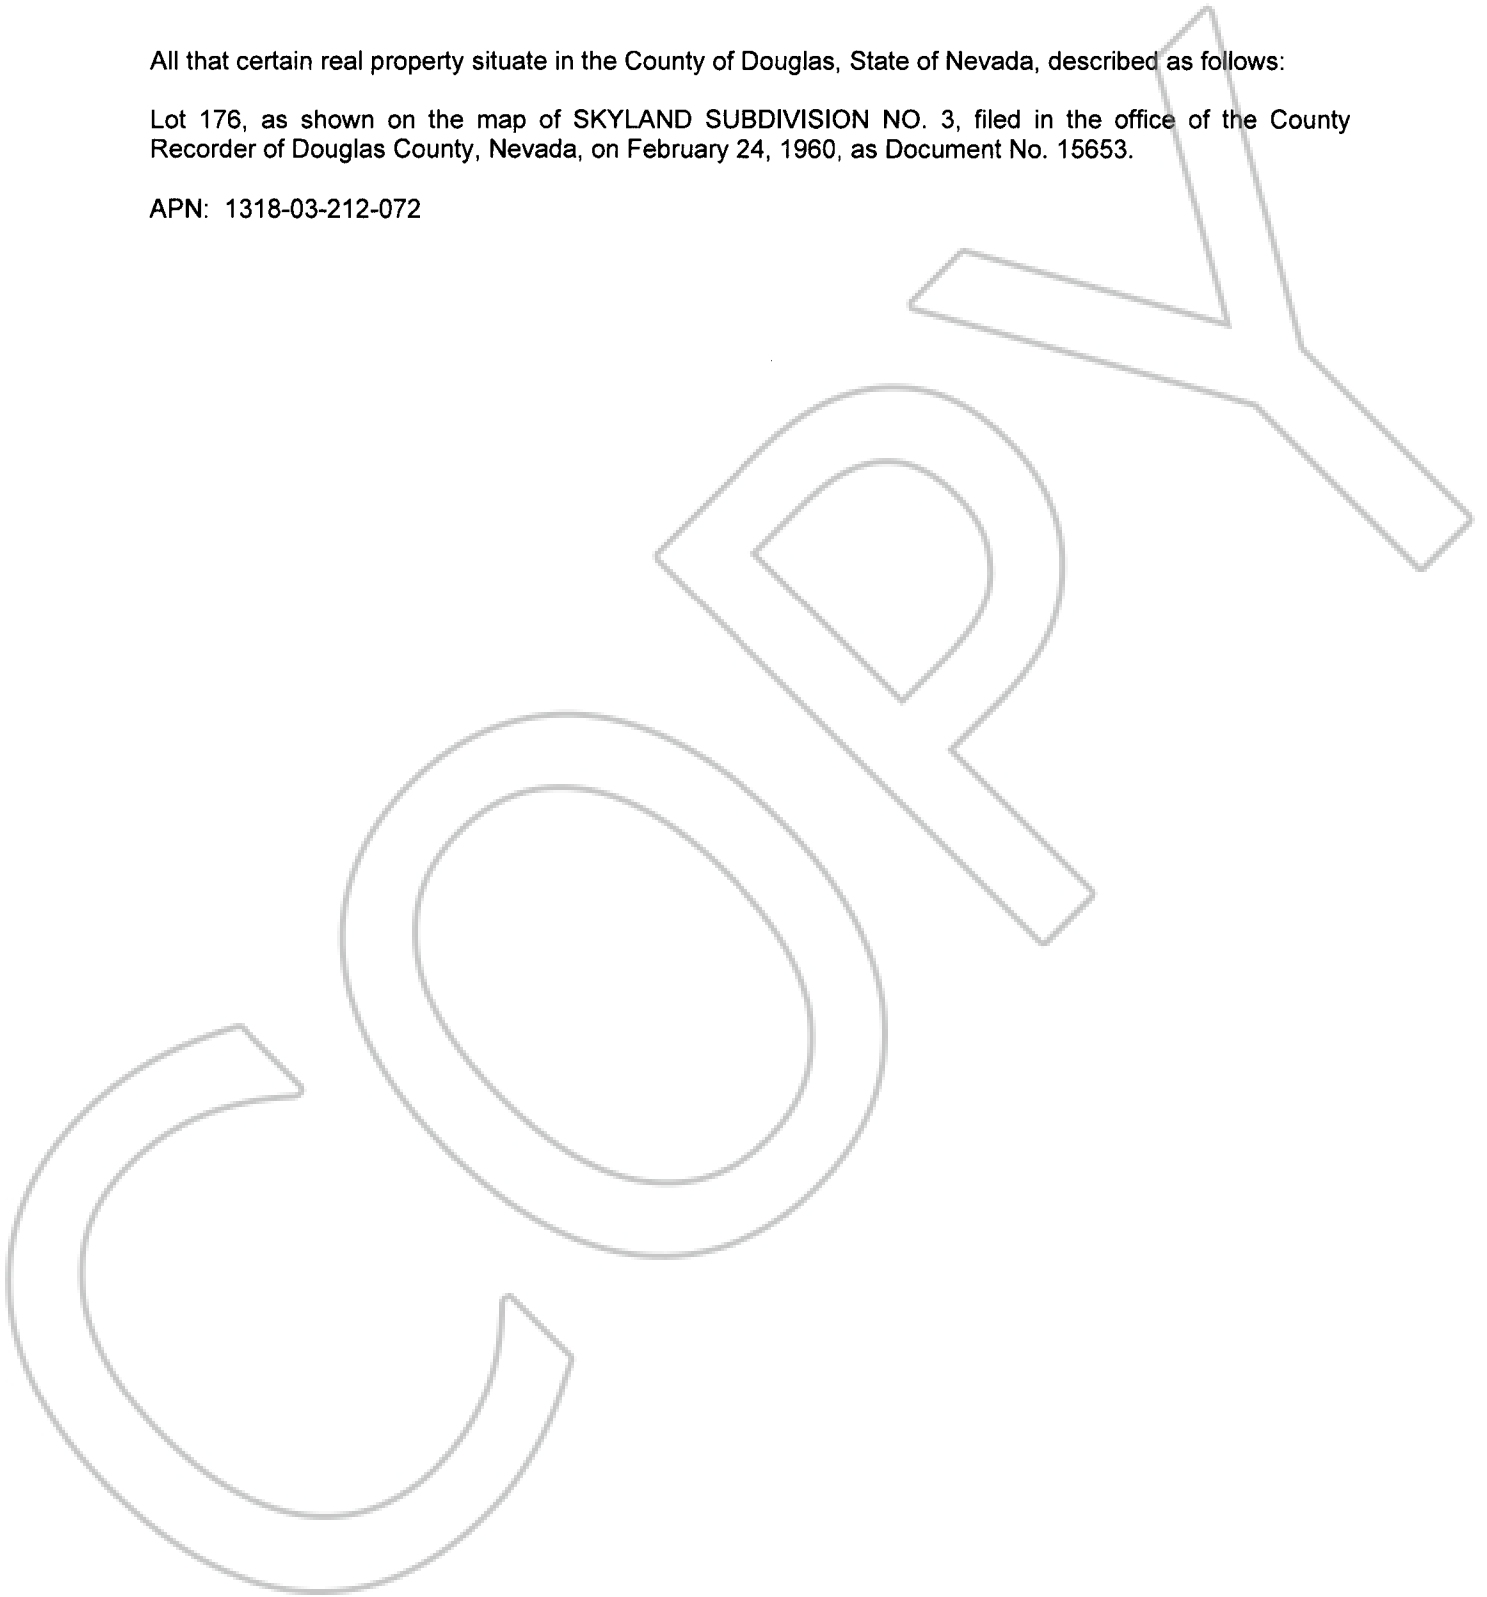 All that certain real property situate in the County of Douglas, State of Nevada, described as follows:
Lot 176, as shown on the map of SKYLAND SUBDIVISION NO. 3, filed in the office of the County
Recorder of Douglas County, Nevada, on February 24, 1960, as Document No. 15653.
APN: 1318-03-212-072
COPY